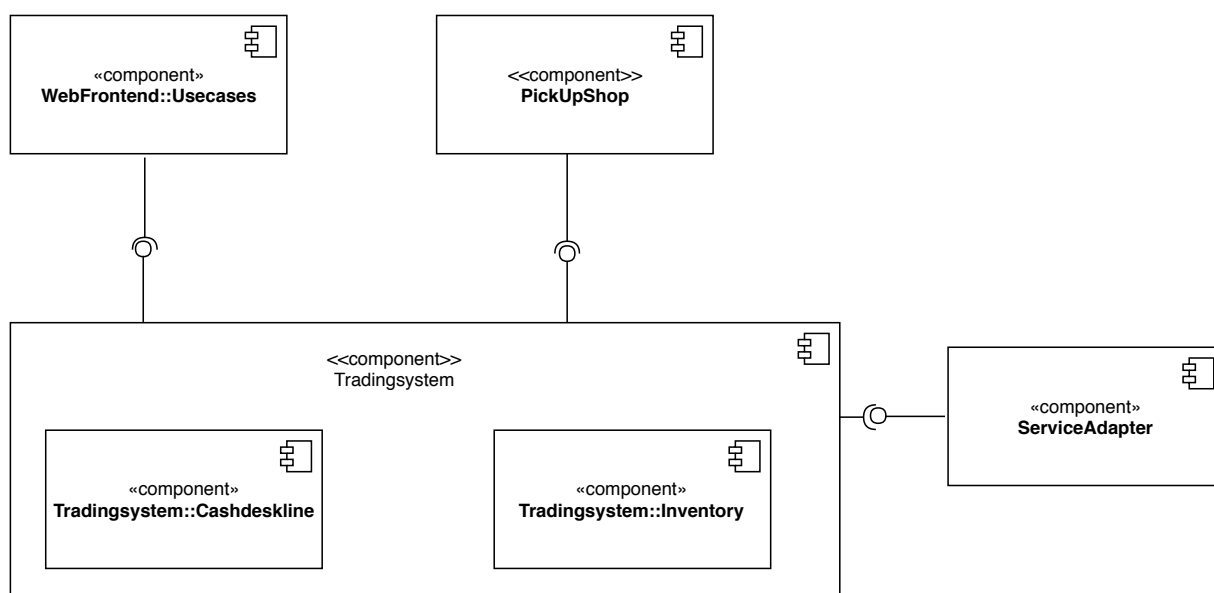 «component»
WebFrontend::Usecases
<<component>>
PickUpShop
<<component>>
Tradingsystem
«component»
ServiceAdapter
«component»
Tradingsystem::Cashdeskline
«component»
Tradingsystem::Inventory